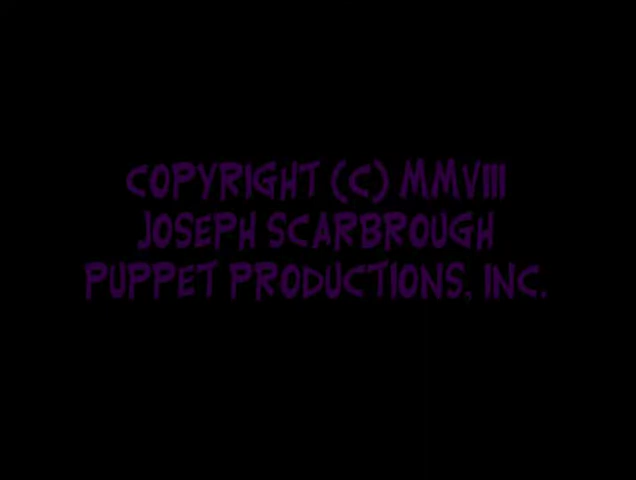 COPYRIGHT (C) MMVIII
JOSEPH SCARBROUGH
PUPPET PRODUCTIONS, INC.